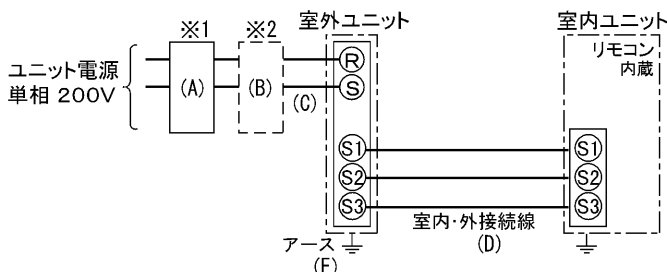 ※1
※2
室外ユニット
室内ユニット
ユニット電源
単相 200V
(A)
(B)
(C)
R
S
リモコン
内蔵
S1
S2
S3
S1
S2
S3
室内・外接続線
(D)
アース
(E)